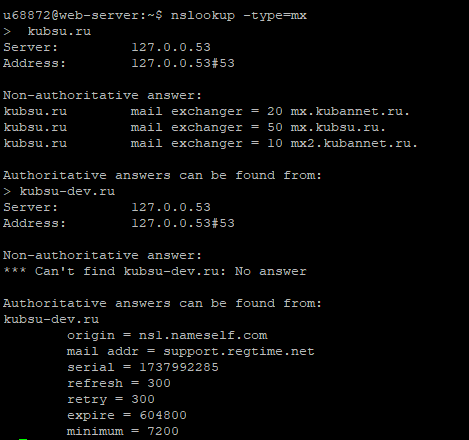 u68872@web-server:~$ nslookup -type=mx
>  kubsu.ru
Server:         127.0.0.53
Address:        127.0.0.53#53

Non-authoritative answer:
kubsu.ru        mail exchanger = 20 mx.kubannet.ru.
kubsu.ru        mail exchanger = 50 mx.kubsu.ru.
kubsu.ru        mail exchanger = 10 mx2.kubannet.ru.

Authoritative answers can be found from:
> kubsu-dev.ru
Server:         127.0.0.53
Address:        127.0.0.53#53

Non-authoritative answer:
*** Can't find kubsu-dev.ru: No answer

Authoritative answers can be found from:
kubsu-dev.ru
        origin = ns1.nameself.com
        mail addr = support.regtime.net
        serial = 1737992285
        refresh = 300
        retry = 300
        expire = 604800
        minimum = 7200